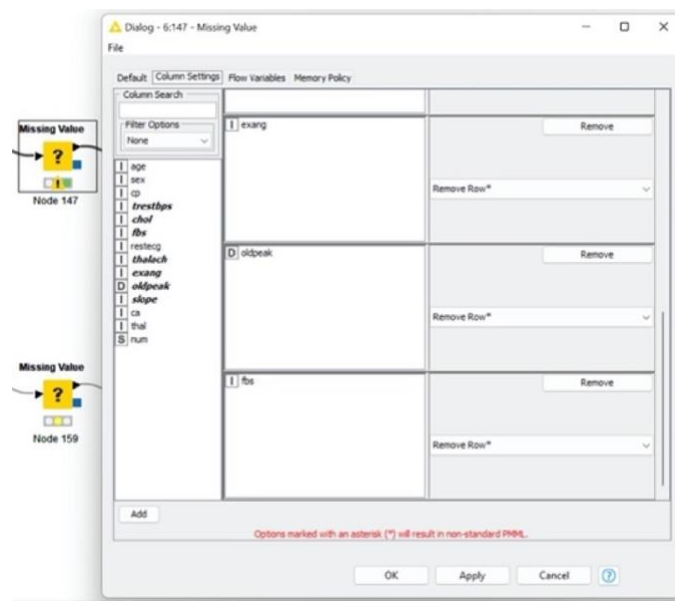 Dialog - 6:147 - Missing Value
File
Default Column Settings Flow Variables Memory Policy
Column Search
Filter Options
None
I age
I sex
I cp
I trestbps
I chol
I fbs
I restecg
I thalach
I exang
D oldpeak
I slope
I ca
I thal
S num
I exang
Remove
Remove Row*
D oldpeak
Remove
Remove Row*
I fbs
Remove
Remove Row*
Add
Options marked with an asterisk (*) will result in non-standard PMML.
OK Apply Cancel ?
Missing Value
?
!
Node 147
Missing Value
?
Node 159